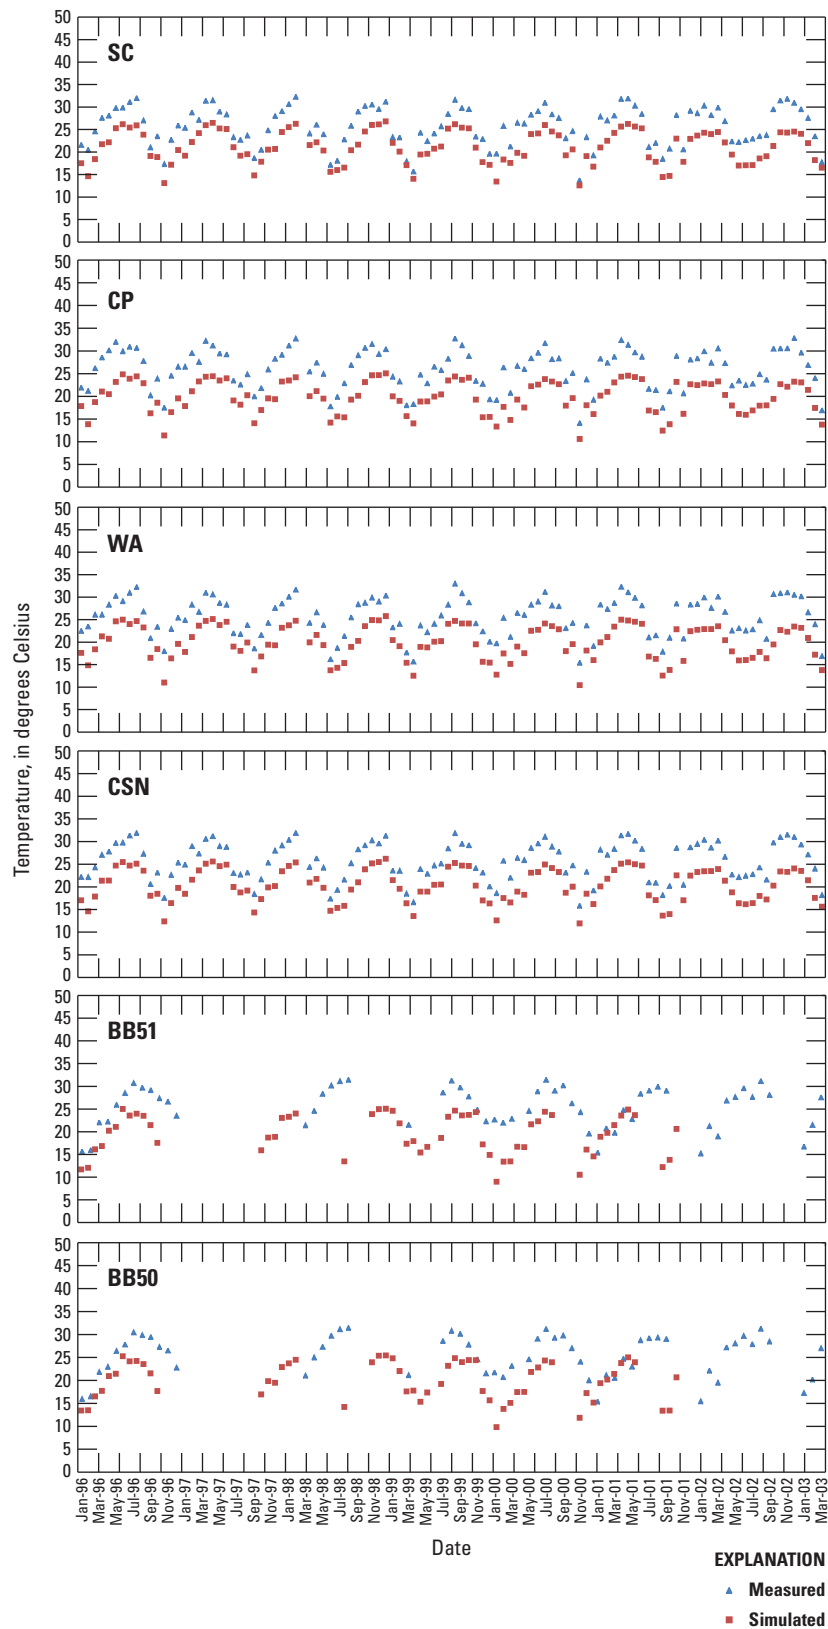 Temperature, in degrees Celsius
SC
50
45
40
35
30
25
20
15
10
5
0
CP
50
45
40
35
30
25
20
15
10
5
0
WA
50
45
40
35
30
25
20
15
10
5
0
CSN
50
45
40
35
30
25
20
15
10
5
0
BB51
50
45
40
35
30
25
20
15
10
5
0
BB50
50
45
40
35
30
25
20
15
10
5
0
Jan-96
Mar-96
May-96
Jul-96
Sep-96
Nov-96
Jan-97
Mar-97
May-97
Jul-97
Sep-97
Nov-97
Jan-98
Mar-98
May-98
Jul-98
Sep-98
Nov-98
Jan-99
Mar-99
May-99
Jul-99
Sep-99
Nov-99
Jan-00
Mar-00
May-00
Jul-00
Sep-00
Nov-00
Jan-01
Mar-01
May-01
Jul-01
Sep-01
Nov-01
Jan-02
Mar-02
May-02
Jul-02
Sep-02
Nov-02
Jan-03
Mar-03
Date
EXPLANATION
Measured
Simulated